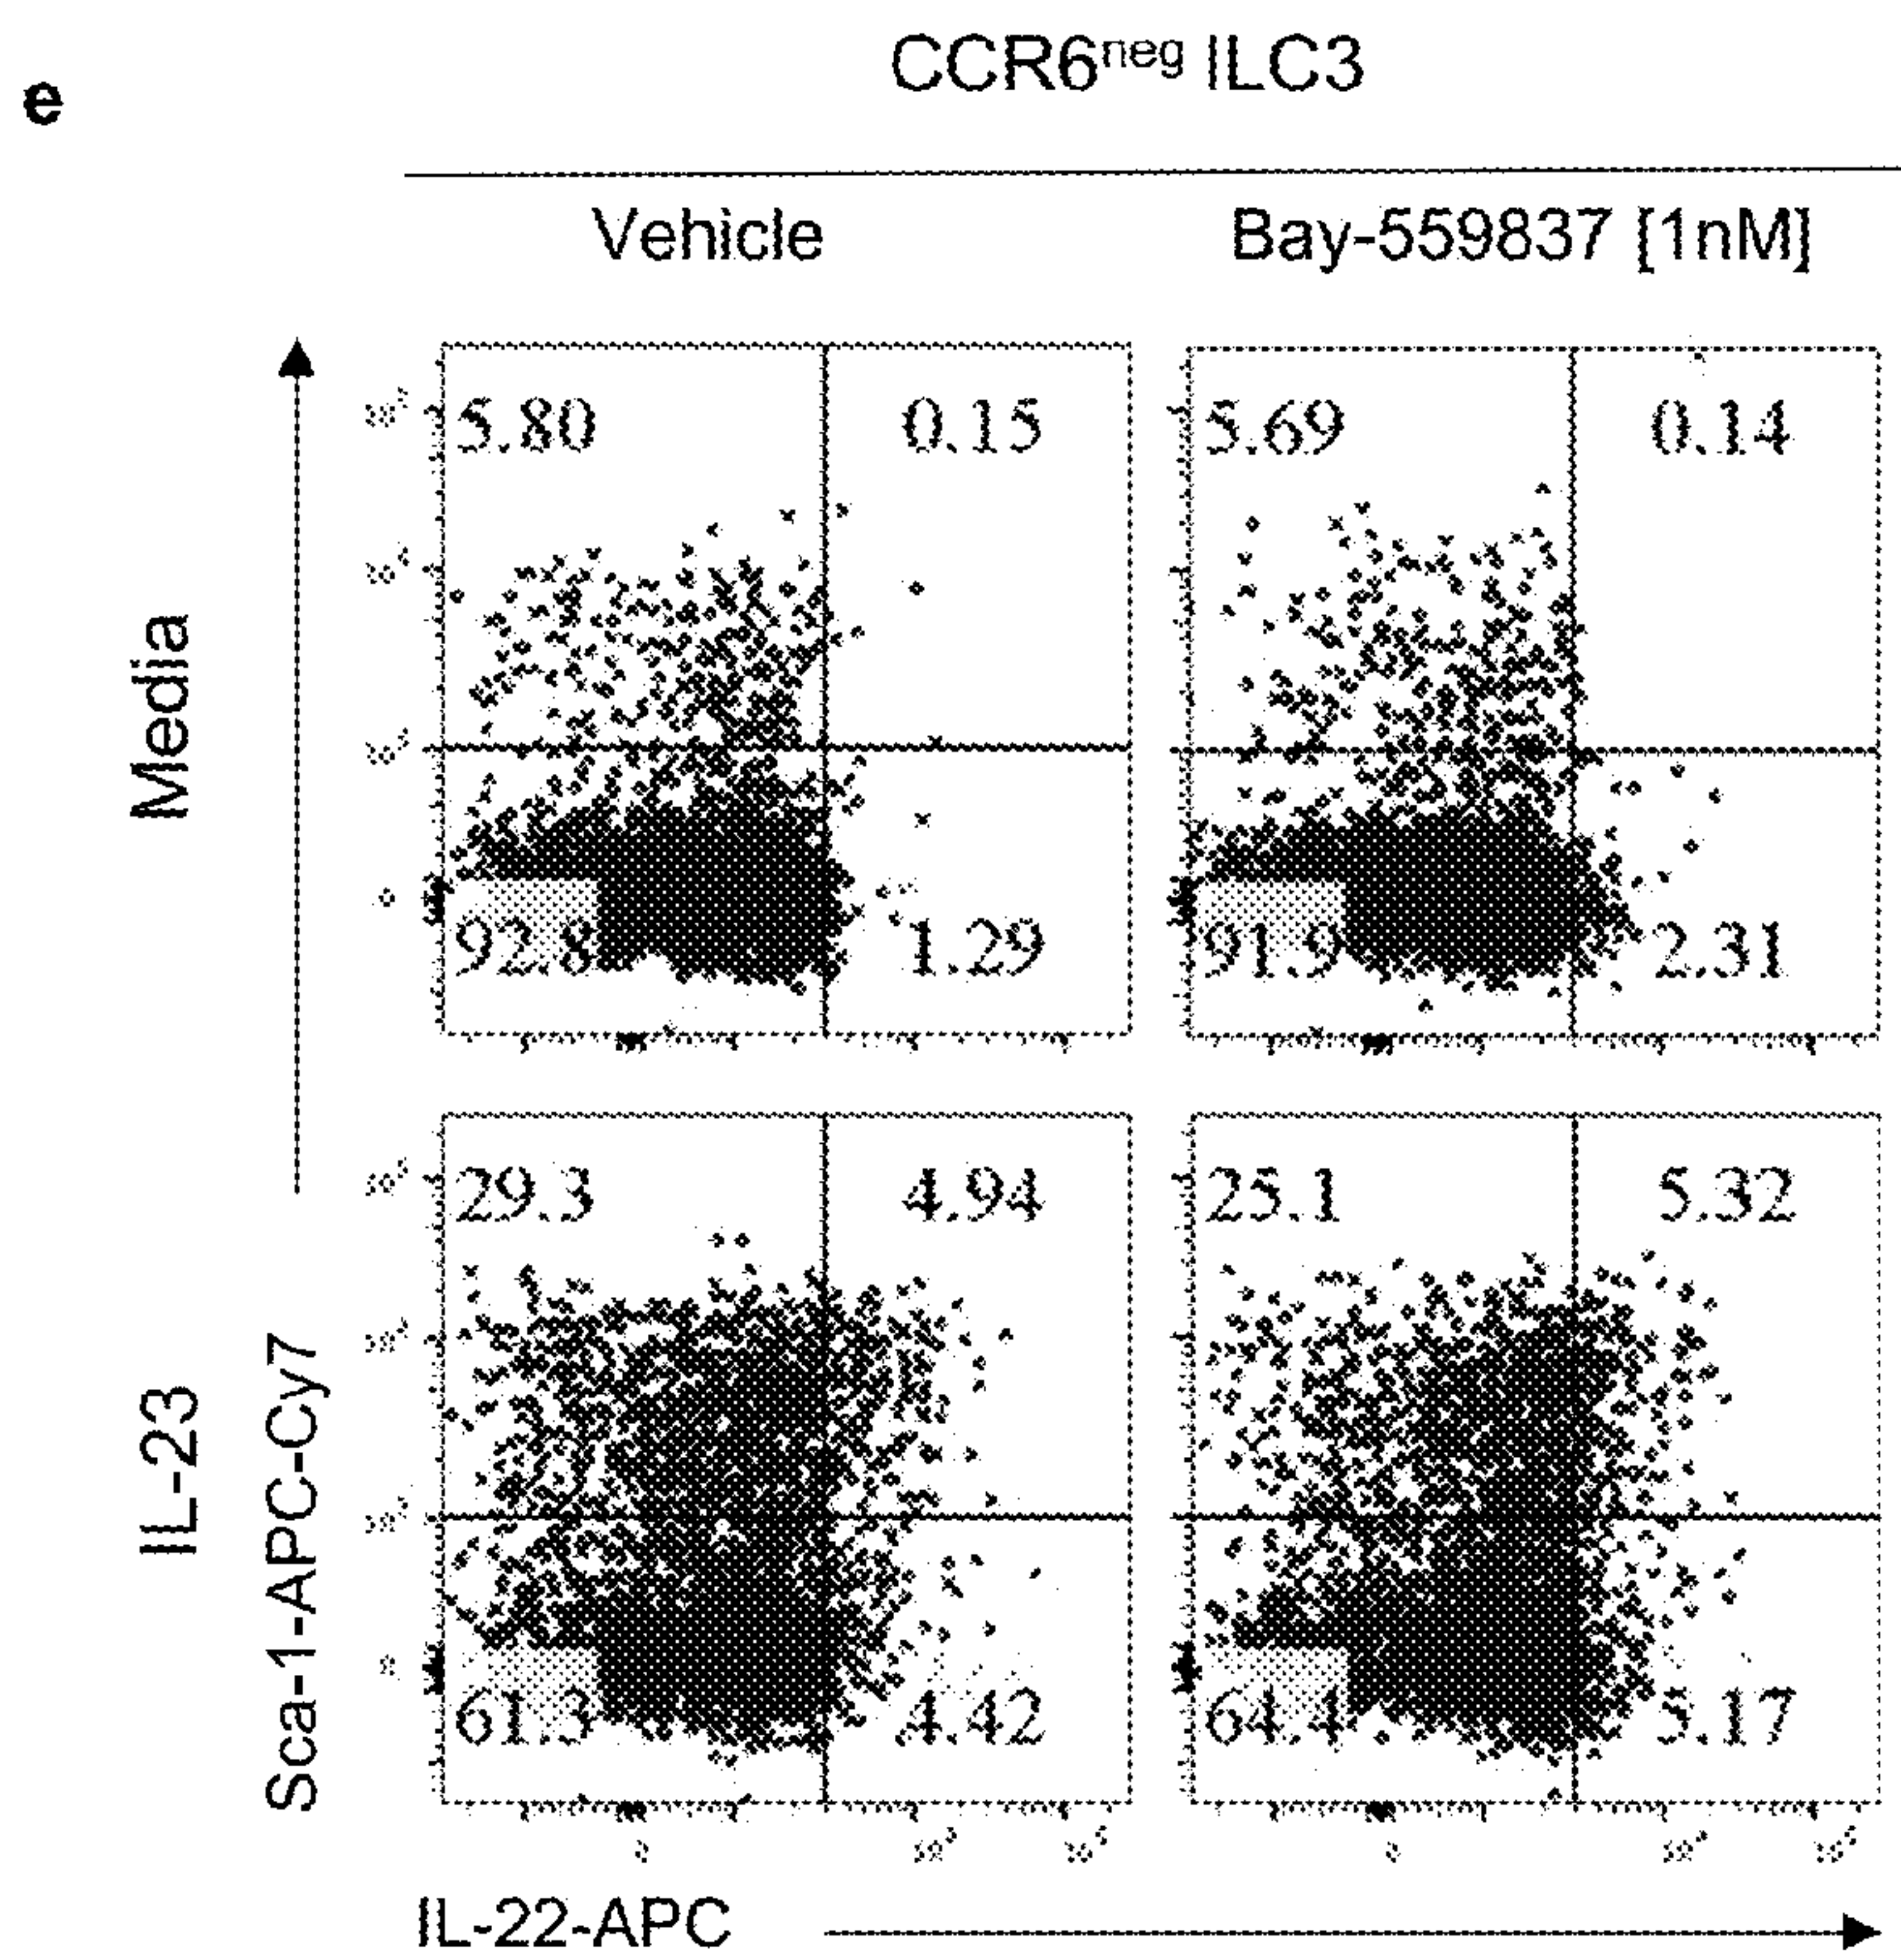 e
CCR6neg ILC3
Vehicle
Bay-559837 [1nM]
Media
5.80
0.15
5.69
0.14
92.8
1.29
91.9
2.31
IL-23
Sca-1-APC-Cy7
29.3
4.94
25.1
5.32
61.3
4.42
64.4
5.17
IL-22-APC